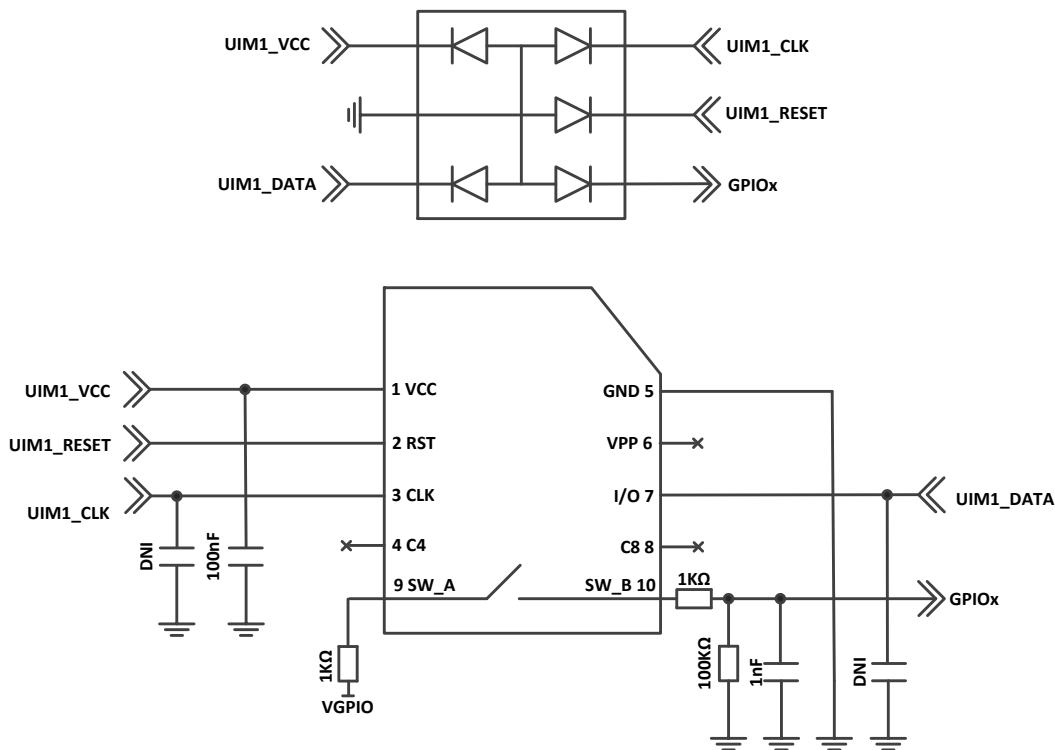 UIM1_VCC
UIM1_CLK
UIM1_RESET
UIM1_DATA
GPIOx
UIM1_VCC
1 VCC
GND 5
UIM1_RESET
2 RST
VPP 6
UIM1_CLK
3 CLK
I/O 7
UIM1_DATA
DNI
100nF
4 C4
C8 8
9 SW_A
SW_B 10
1KΩ
GPIOx
1KΩ
VGPIO
100KΩ
1nF
DNI